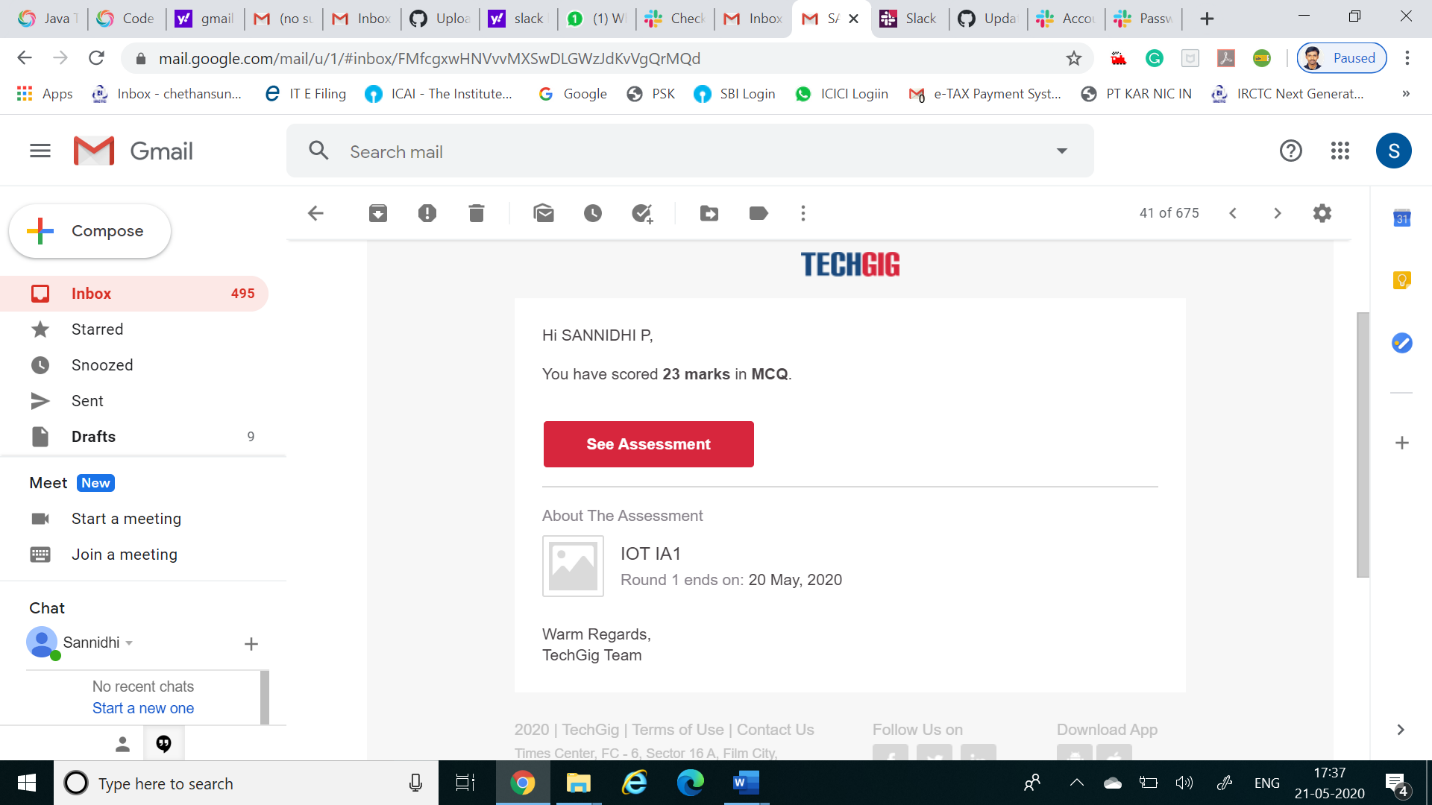 Java T
Code
gmail
(no su
Inbox
Uploa
slack
(1) W
Check
Inbox
SA
Slack
Upda
Accou
Passw
mail.google.com/mail/u/1/#inbox/FMfcgxwHNVvvMXSwDLGWzJdKvVgQrMQd
Paused
Apps
Inbox - chethansun...
IT E Filing
ICAI - The Institute...
Google
PSK
SBI Login
ICICI Logiin
e-TAX Payment Syst...
PT KAR NIC IN
IRCTC Next Generat...
»
Gmail
Search mail
S
Compose
41 of 675
31
Inbox 495
Starred
Snoozed
Sent
Drafts 9
Meet New
Start a meeting
Join a meeting
Chat
Sannidhi
No recent chats
Start a new one
TECHGIG
Hi SANNIDHI P,
You have scored 23 marks in MCQ.
See Assessment
About The Assessment
IOT IA1
Round 1 ends on: 20 May, 2020
Warm Regards,
TechGig Team
2020 | TechGig | Terms of Use | Contact Us
Follow Us on
Download App
Times Center, FC - 6, Sector 16 A, Film City,
Type here to search
ENG
17:37
21-05-2020
4